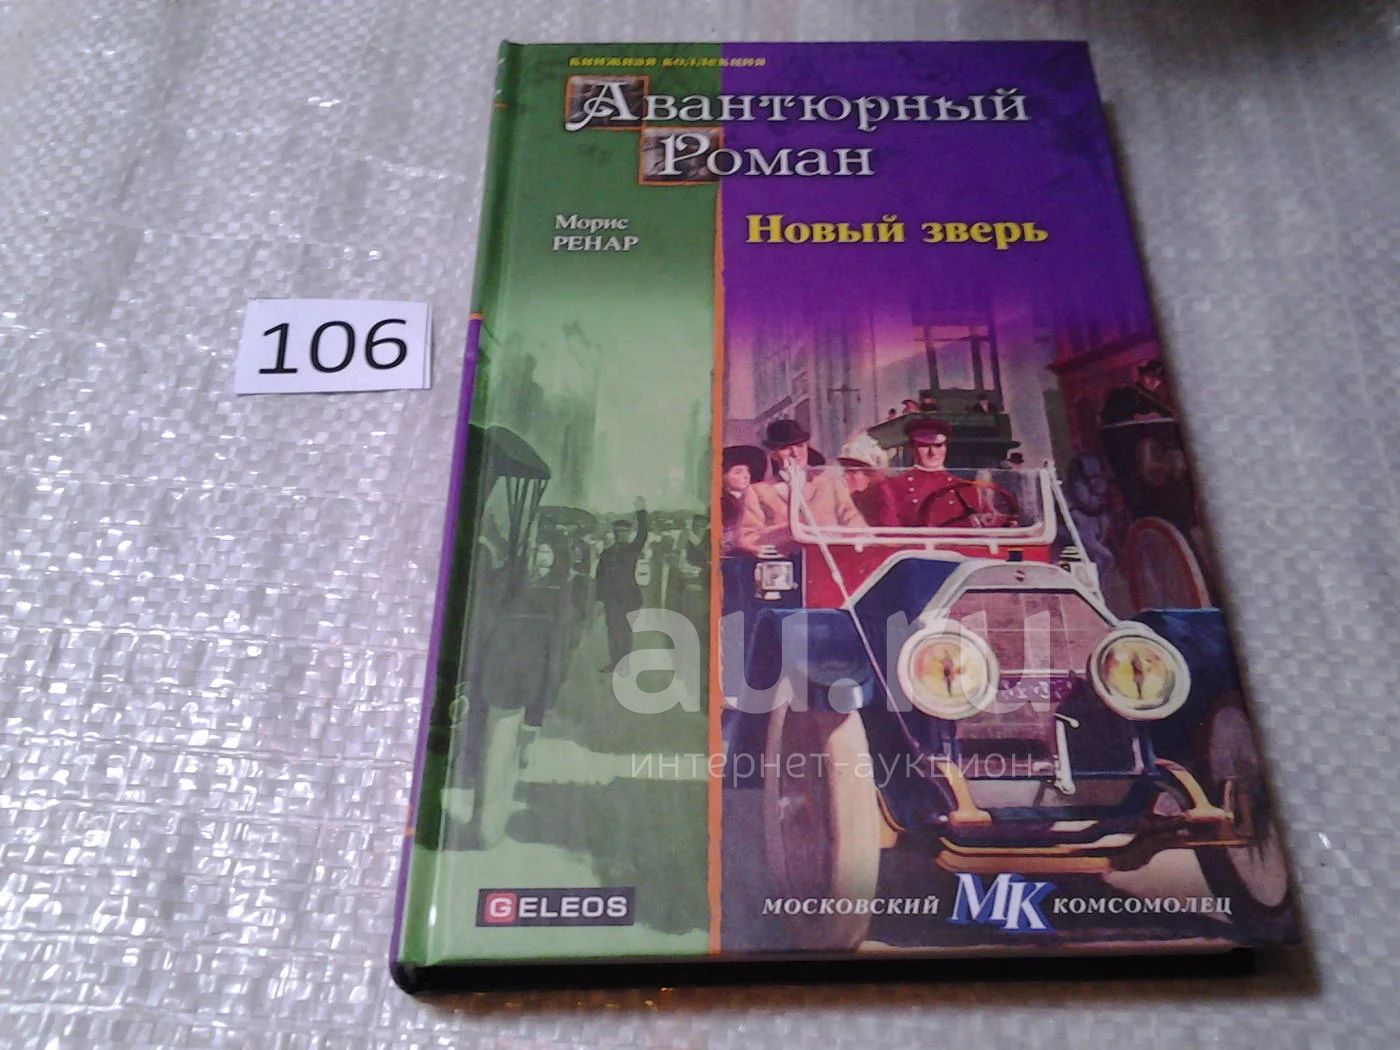 КНИЖНАЯ КОЛЛЕКЦИЯ
Авантюрный
Роман
Морис
РЕНАР
Новый зверь
106
au.ru
интернет-аукцион
GELEOS
МОСКОВСКИЙ МК КОМСОМОЛЕЦ